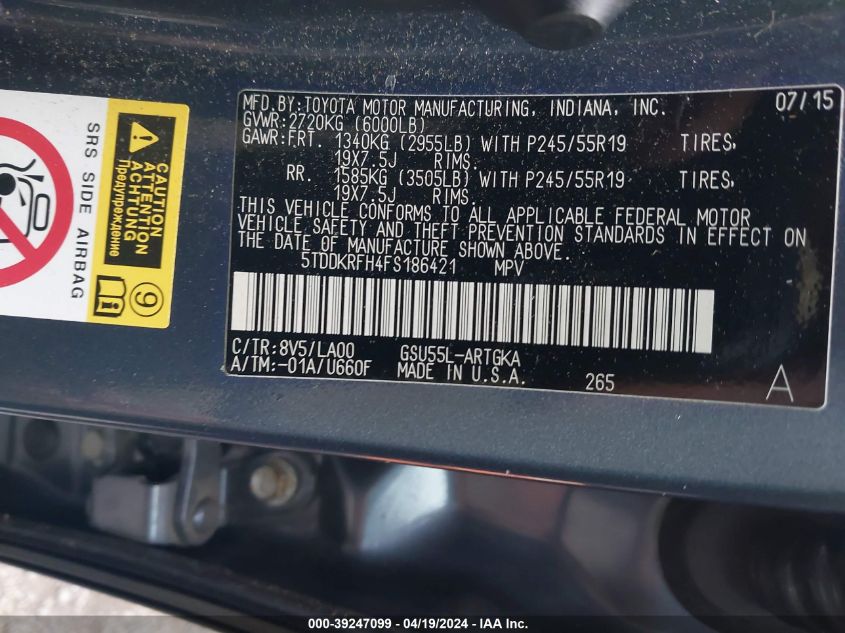 SRS SIDE AIRBAG
CAUTION
ATTENTION
ACHTUNG
Предупреждение
9
MFD.BY:TOYOTA MOTOR MANUFACTURING, INDIANA, INC. 07/15
GVWR:2720KG (6000LB)
GAWR:FRT. 1340KG (2955LB) WITH P245/55R19 TIRES,
19X7.5J RIMS.
RR. 1585KG (3505LB) WITH P245/55R19 TIRES,
19X7.5J RIMS.
THIS VEHICLE CONFORMS TO ALL APPLICABLE FEDERAL MOTOR
VEHICLE SAFETY AND THEFT PREVENTION STANDARDS IN EFFECT ON
THE DATE OF MANUFACTURE SHOWN ABOVE.
5TDDKRFH4FS186421 MPV
C/TR:8V5/LA00 GSU55L-ARTGKA
A/TM:-01A/U660F MADE IN U.S.A. 265 A
000-39247099 - 04/19/2024 - IAAI.com